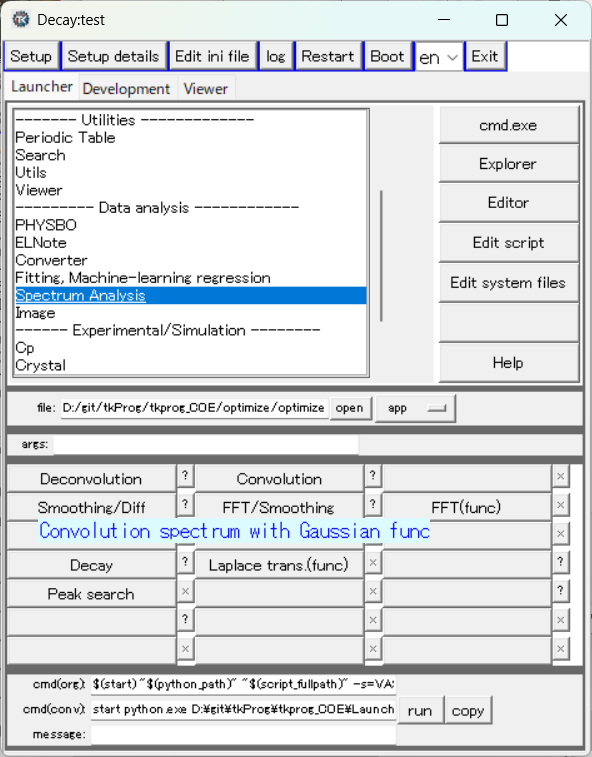 Decay:test
Setup Setup details Edit ini file log Restart Boot en Exit
Launcher Development Viewer
------- Utilities -------------
Periodic Table
Search
Utils
Viewer
--------- Data analysis ------------
PHYSBO
ELNote
Converter
Fitting, Machine-learning regression
Spectrum Analysis
Image
------ Experimental/Simulation --------
Cp
Crystal
cmd.exe
Explorer
Editor
Edit script
Edit system files
Help
file: D:/git/tkProg/tkprog_COE/optimize/optimize open app
args:
Deconvolution ? Convolution ? ×
Smoothing/Diff ? FFT/Smoothing ? FFT(func) ×
Convolution spectrum with Gaussian func ×
Decay ? Laplace trans.(func) × ?
Peak search × × ?
? × ×
× × ×
cmd(org): $(start) "$(python_path)" "$(script_fullpath)" -s=VA:
cmd(conv): start python.exe D:¥git¥tkProg¥tkprog_COE¥Launch run copy
message: